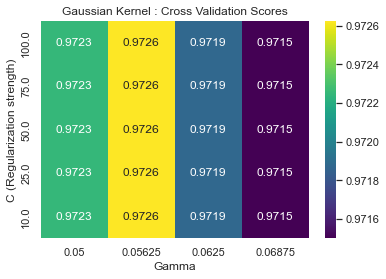 Gaussian Kernel : Cross Validation Scores
C (Regularization strength)
100.0 0.9723 0.9726 0.9719 0.9715
75.0 0.9723 0.9726 0.9719 0.9715
50.0 0.9723 0.9726 0.9719 0.9715
25.0 0.9723 0.9726 0.9719 0.9715
10.0 0.9723 0.9726 0.9719 0.9715
0.05 0.05625 0.0625 0.06875
Gamma
0.9726
0.9724
0.9722
0.9720
0.9718
0.9716